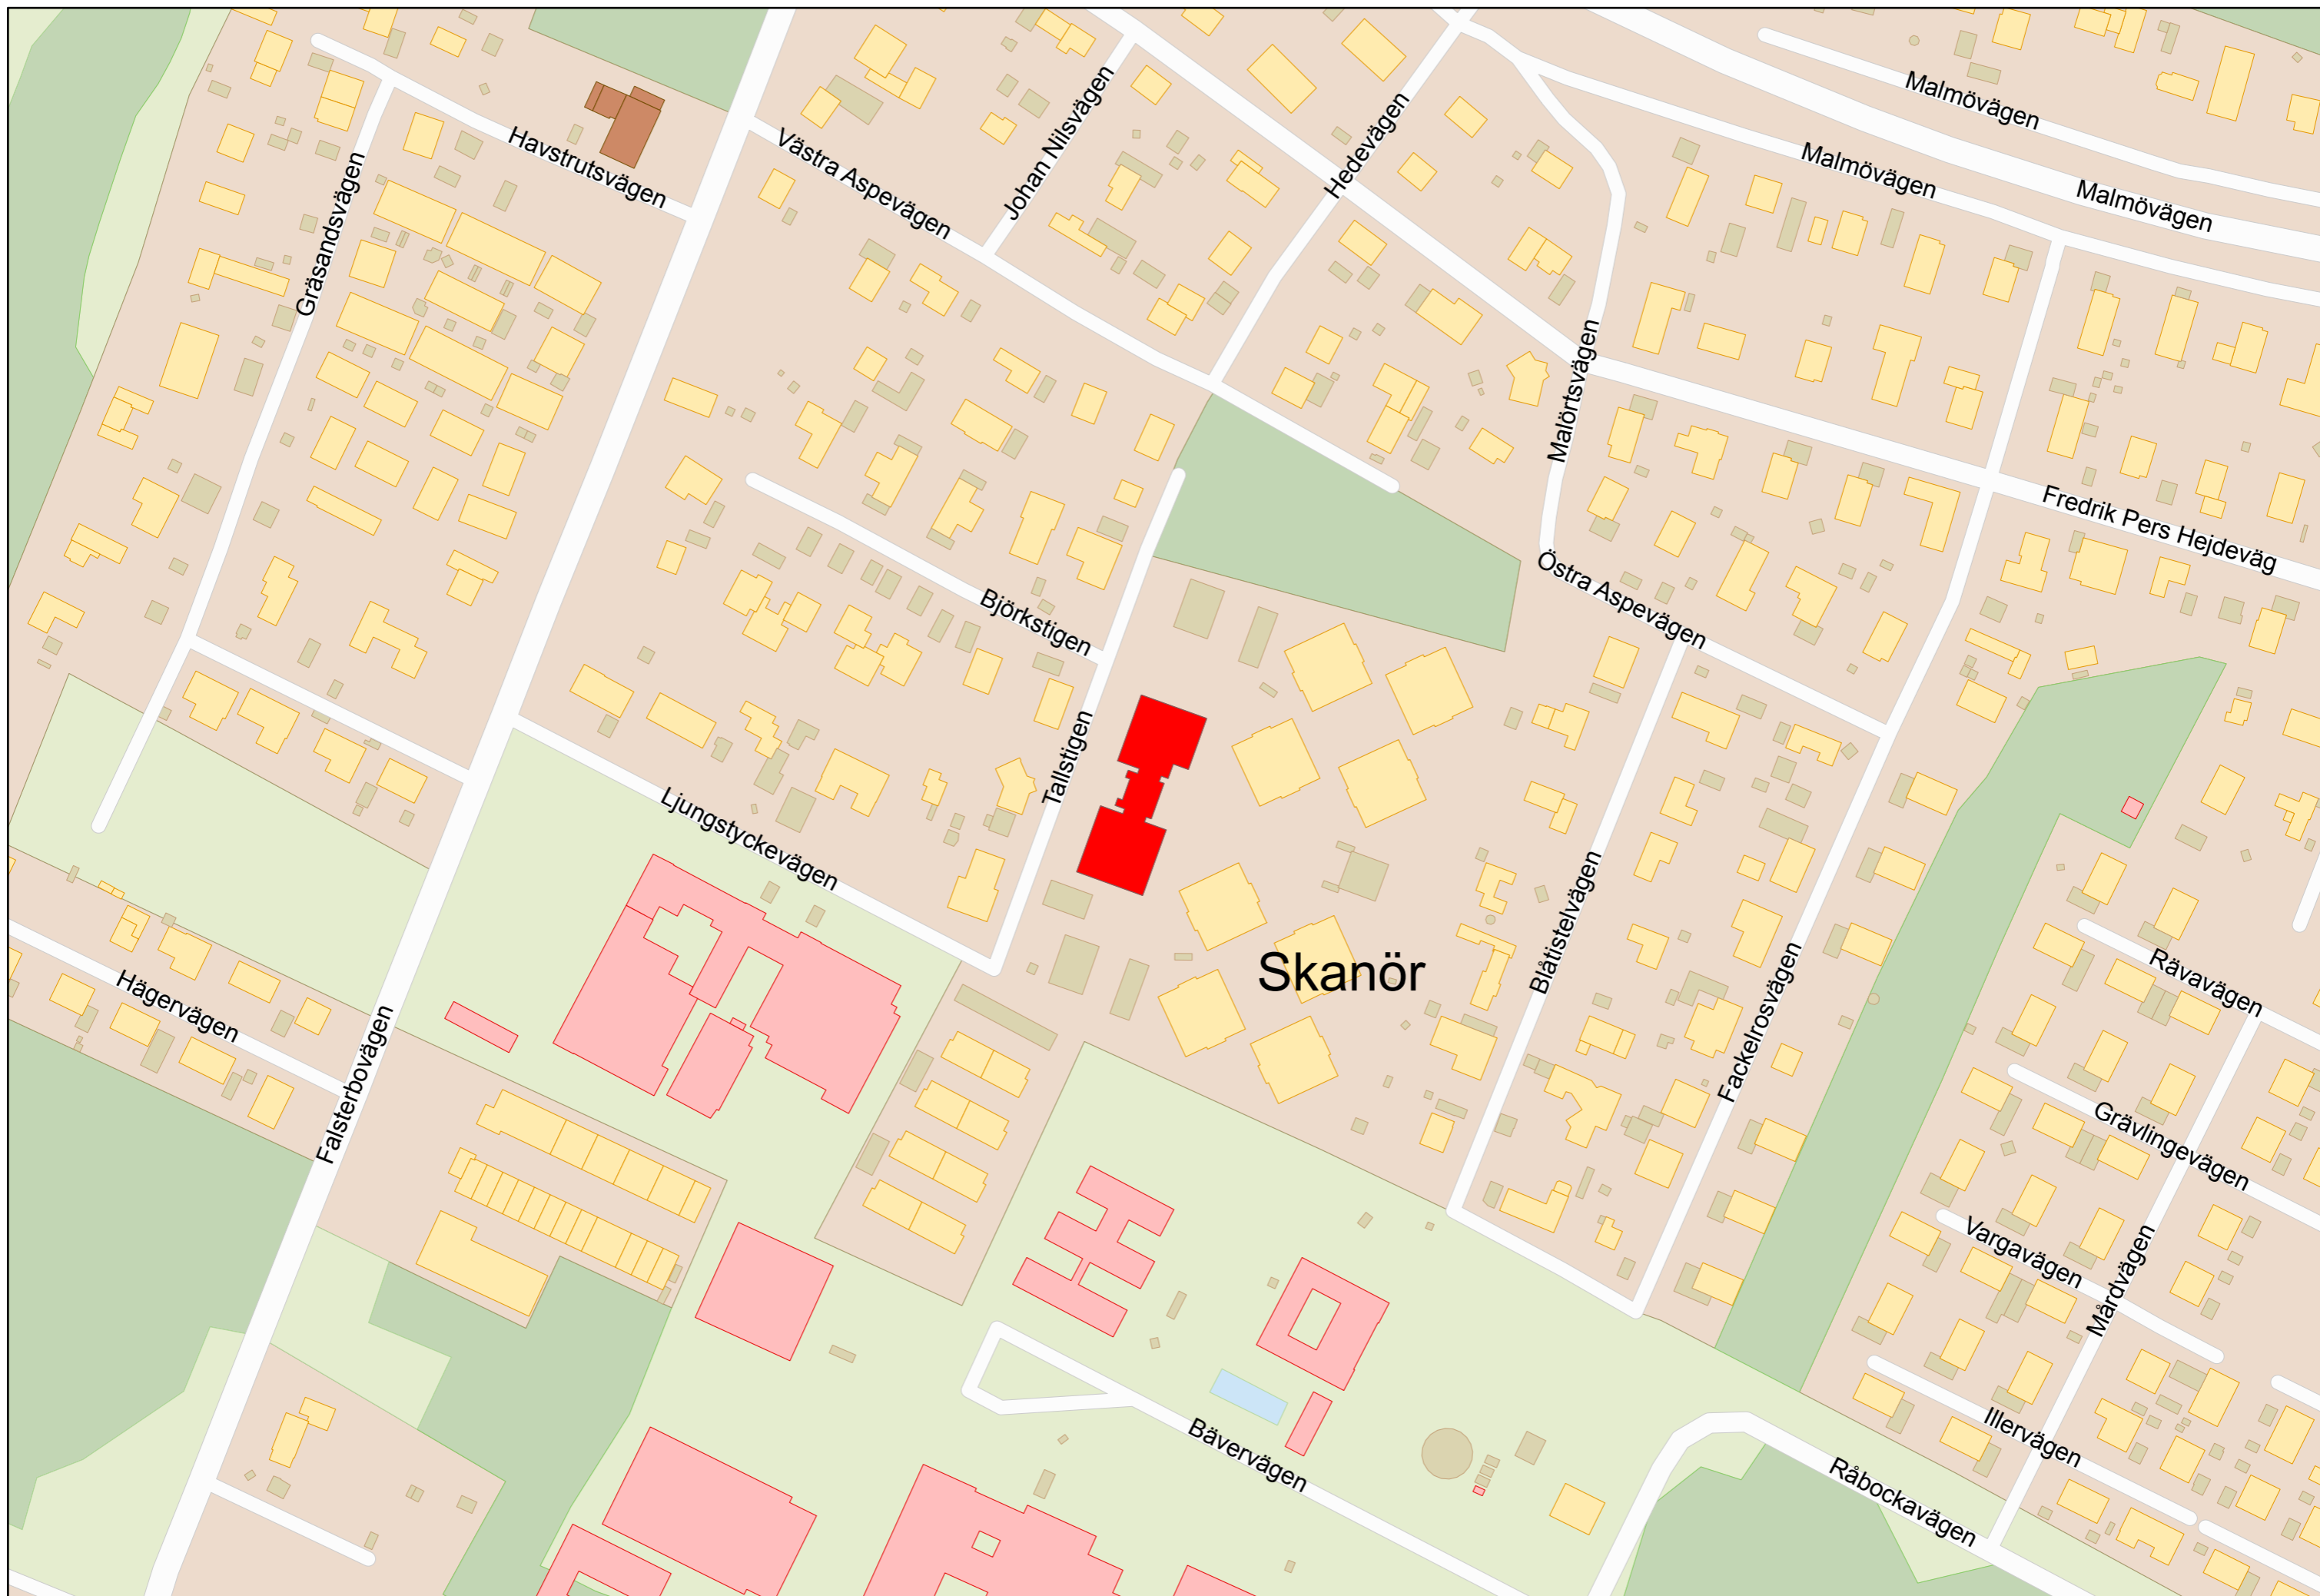 Malmövägen
Johan Nilsvägen
Hedevägen
Havstrutsvägen
Västra Aspevägen
Malmövägen
Malmövägen
Gräsandsvägen
Malörtsvägen
Fredrik Pers Hejdeväg
Östra Aspevägen
Björkstigen
Tallstigen
Ljungstyckevägen
Blåtistelvägen
Skanör
Rävavägen
Hägervägen
Fackelrosvägen
Falsterbovägen
Grävlingevägen
Vargavägen
Mårdvägen
Illervägen
Bävervägen
Råbockavägen